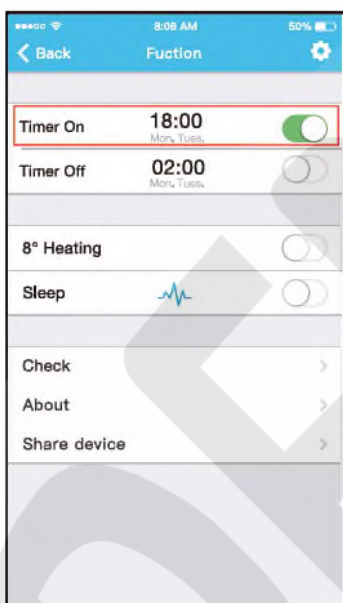 8:08 AM 50%
Back Fuction
Timer On 18:00
Mon, Tues.
Timer Off 02:00
Mon, Tues.
8° Heating
Sleep
Check
About
Share device